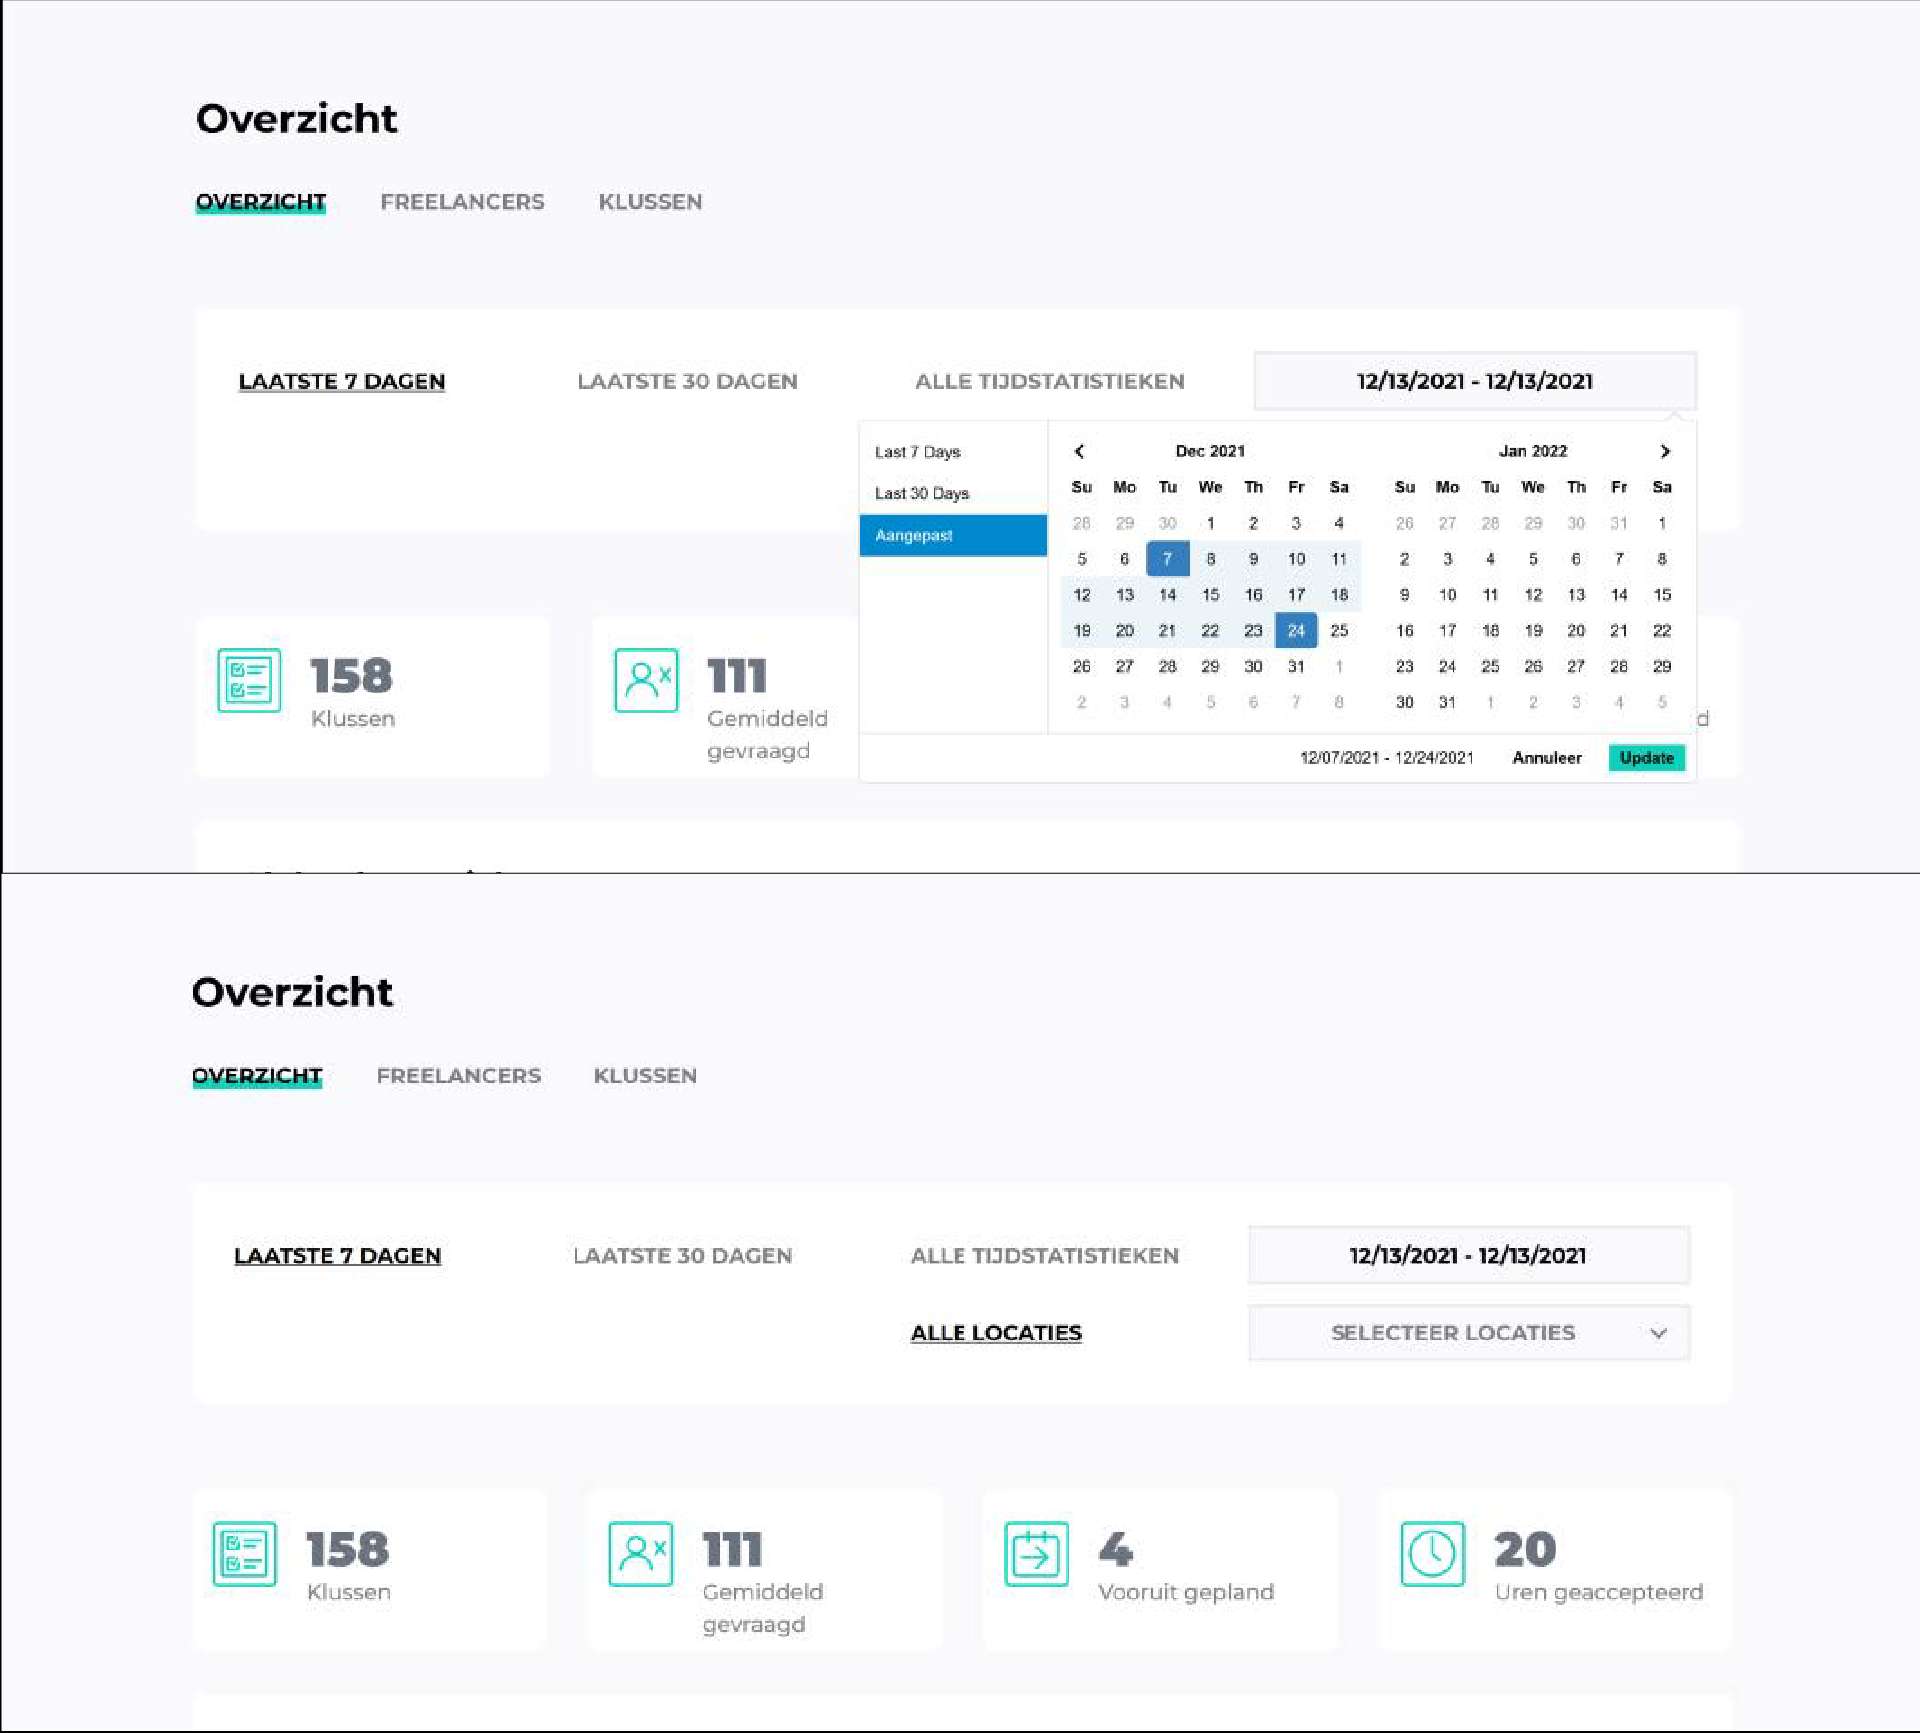 Overzicht
OVERZICHT FREELANCERS KLUSSEN
LAATSTE 7 DAGEN LAATSTE 30 DAGEN ALLE TIJDSTATISTIEKEN 12/13/2021 - 12/13/2021
Last 7 Days
Last 30 Days
Aangepast
Dec 2021
Su Mo Tu We Th Fr Sa
28 29 30 1 2 3 4
5 6 7 8 9 10 11
12 13 14 15 16 17 18
19 20 21 22 23 24 25
26 27 28 29 30 31 1
2 3 4 5 6 7 8
Jan 2022
Su Mo Tu We Th Fr Sa
26 27 28 29 30 31 1
2 3 4 5 6 7 8
9 10 11 12 13 14 15
16 17 18 19 20 21 22
23 24 25 26 27 28 29
30 31 1 2 3 4 5
12/07/2021 - 12/24/2021 Annuleer Update
158
Klussen
111
Gemiddeld
gevraagd
d
Overzicht
OVERZICHT FREELANCERS KLUSSEN
LAATSTE 7 DAGEN LAATSTE 30 DAGEN ALLE TIJDSTATISTIEKEN 12/13/2021 - 12/13/2021
ALLE LOCATIES SELECTEER LOCATIES
158
Klussen
111
Gemiddeld
gevraagd
4
Vooruit gepland
20
Uren geaccepteerd